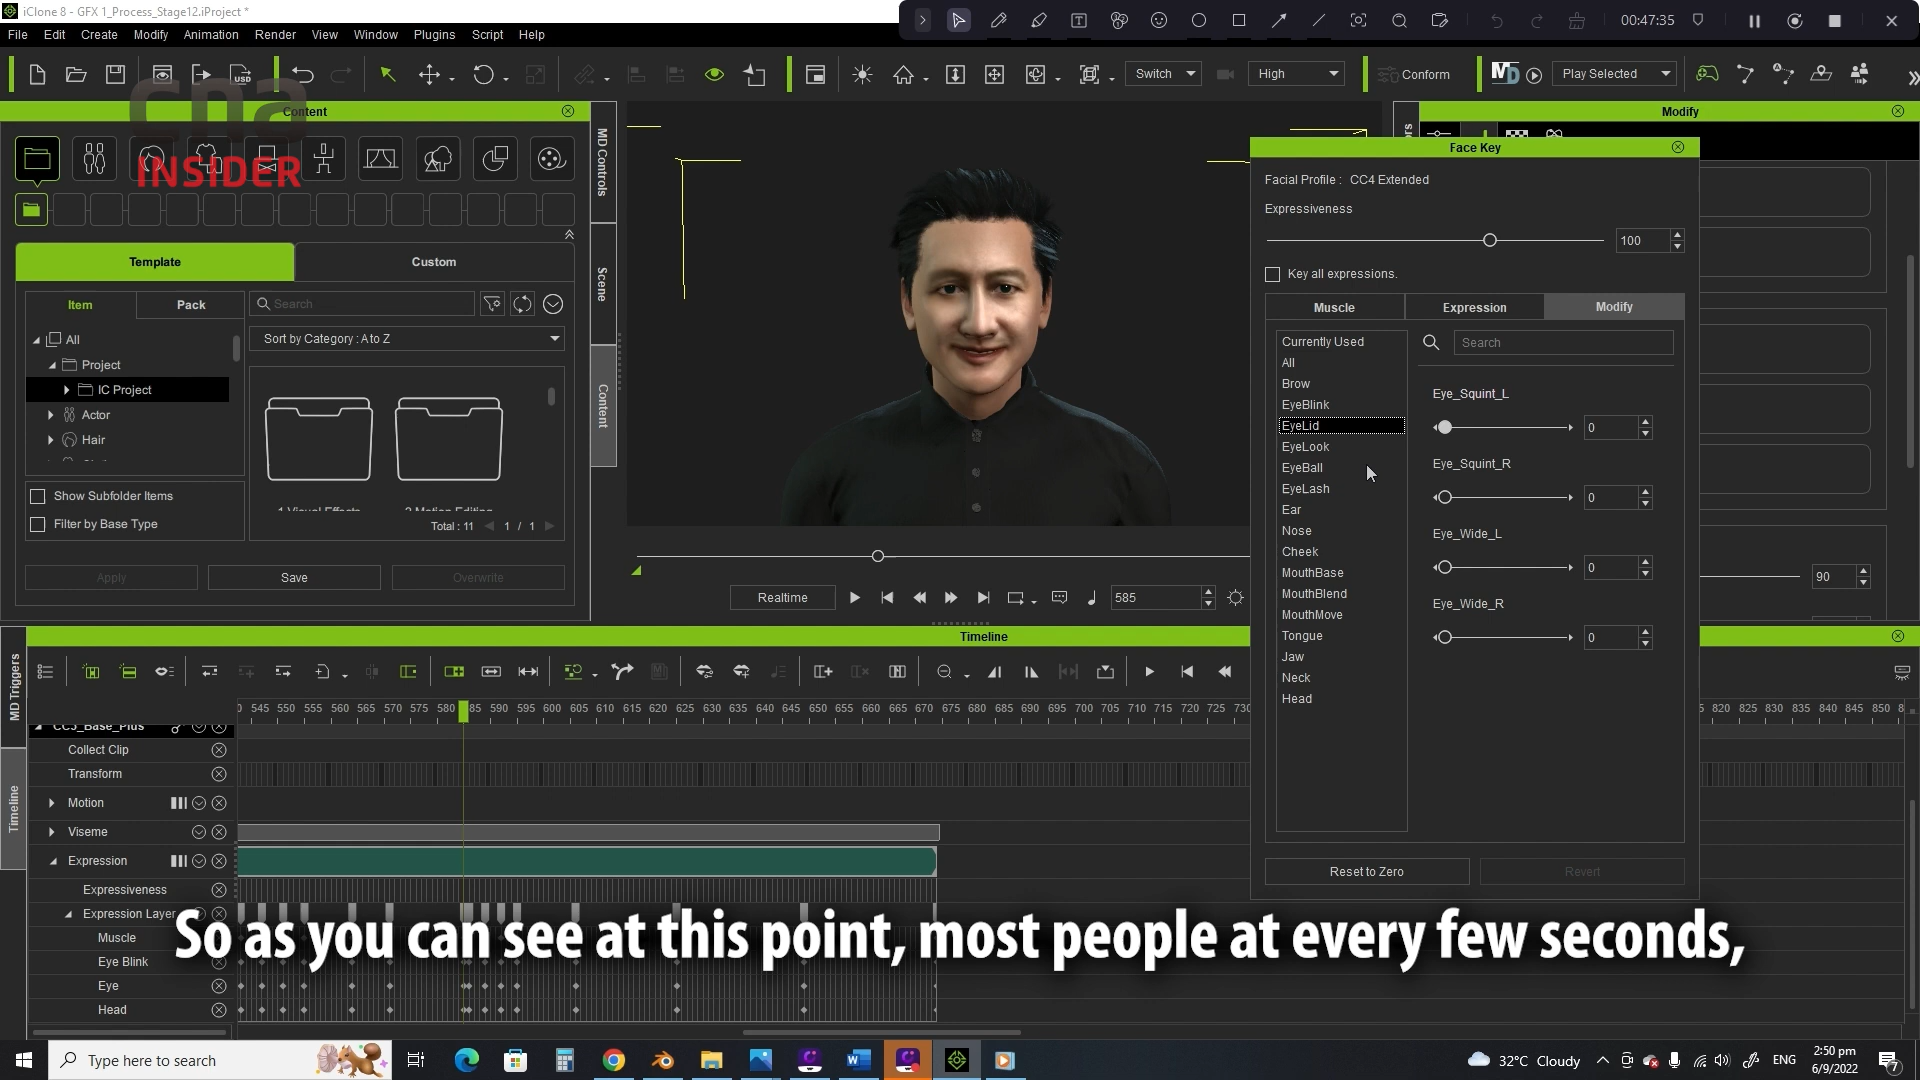 iClone 8 - GFX 1_Process_Stage12.iProject *
00:47:35
File Edit Create Modify Animation Render View Window Plugins Script Help
Switch High Conform Play Selected
cna
INSIDER
Content
Template Custom
Item Pack Search
All
Sort by Category : A to Z
Project
IC Project
Actor
Hair
Show Subfolder Items
Filter by Base Type
1 Visual Effects 2 Motion Editing
Total : 11 1 / 1
Apply Save Overwrite
MD Controls
Scene
Content
Realtime 585
Modify
90
Face Key
Facial Profile : CC4 Extended
Expressiveness
100
Key all expressions.
Muscle Expression Modify
Currently Used
All
Brow
EyeBlink
EyeLid
EyeLook
EyeBall
EyeLash
Ear
Nose
Cheek
MouthBase
MouthBlend
MouthMove
Tongue
Jaw
Neck
Head
Search
Eye_Squint_L
0
Eye_Squint_R
0
Eye_Wide_L
0
Eye_Wide_R
0
Reset to Zero Revert
Timeline
MD Triggers
Timeline
545 550 555 560 565 570 575 580 585 590 595 600 605 610 615 620 625 630 635 640 645 650 655 660 665 670 675 680 685 690 695 700 705 710 715 720 725 730 820 825 830 835 840 845 850
CC3_Base_Plus
Collect Clip
Transform
Motion
Viseme
Expression
Expressiveness
Expression Layer
Muscle
Eye Blink
Eye
Head
So as you can see at this point, most people at every few seconds,
Type here to search
32°C Cloudy
ENG
2:50 pm
6/9/2022
7